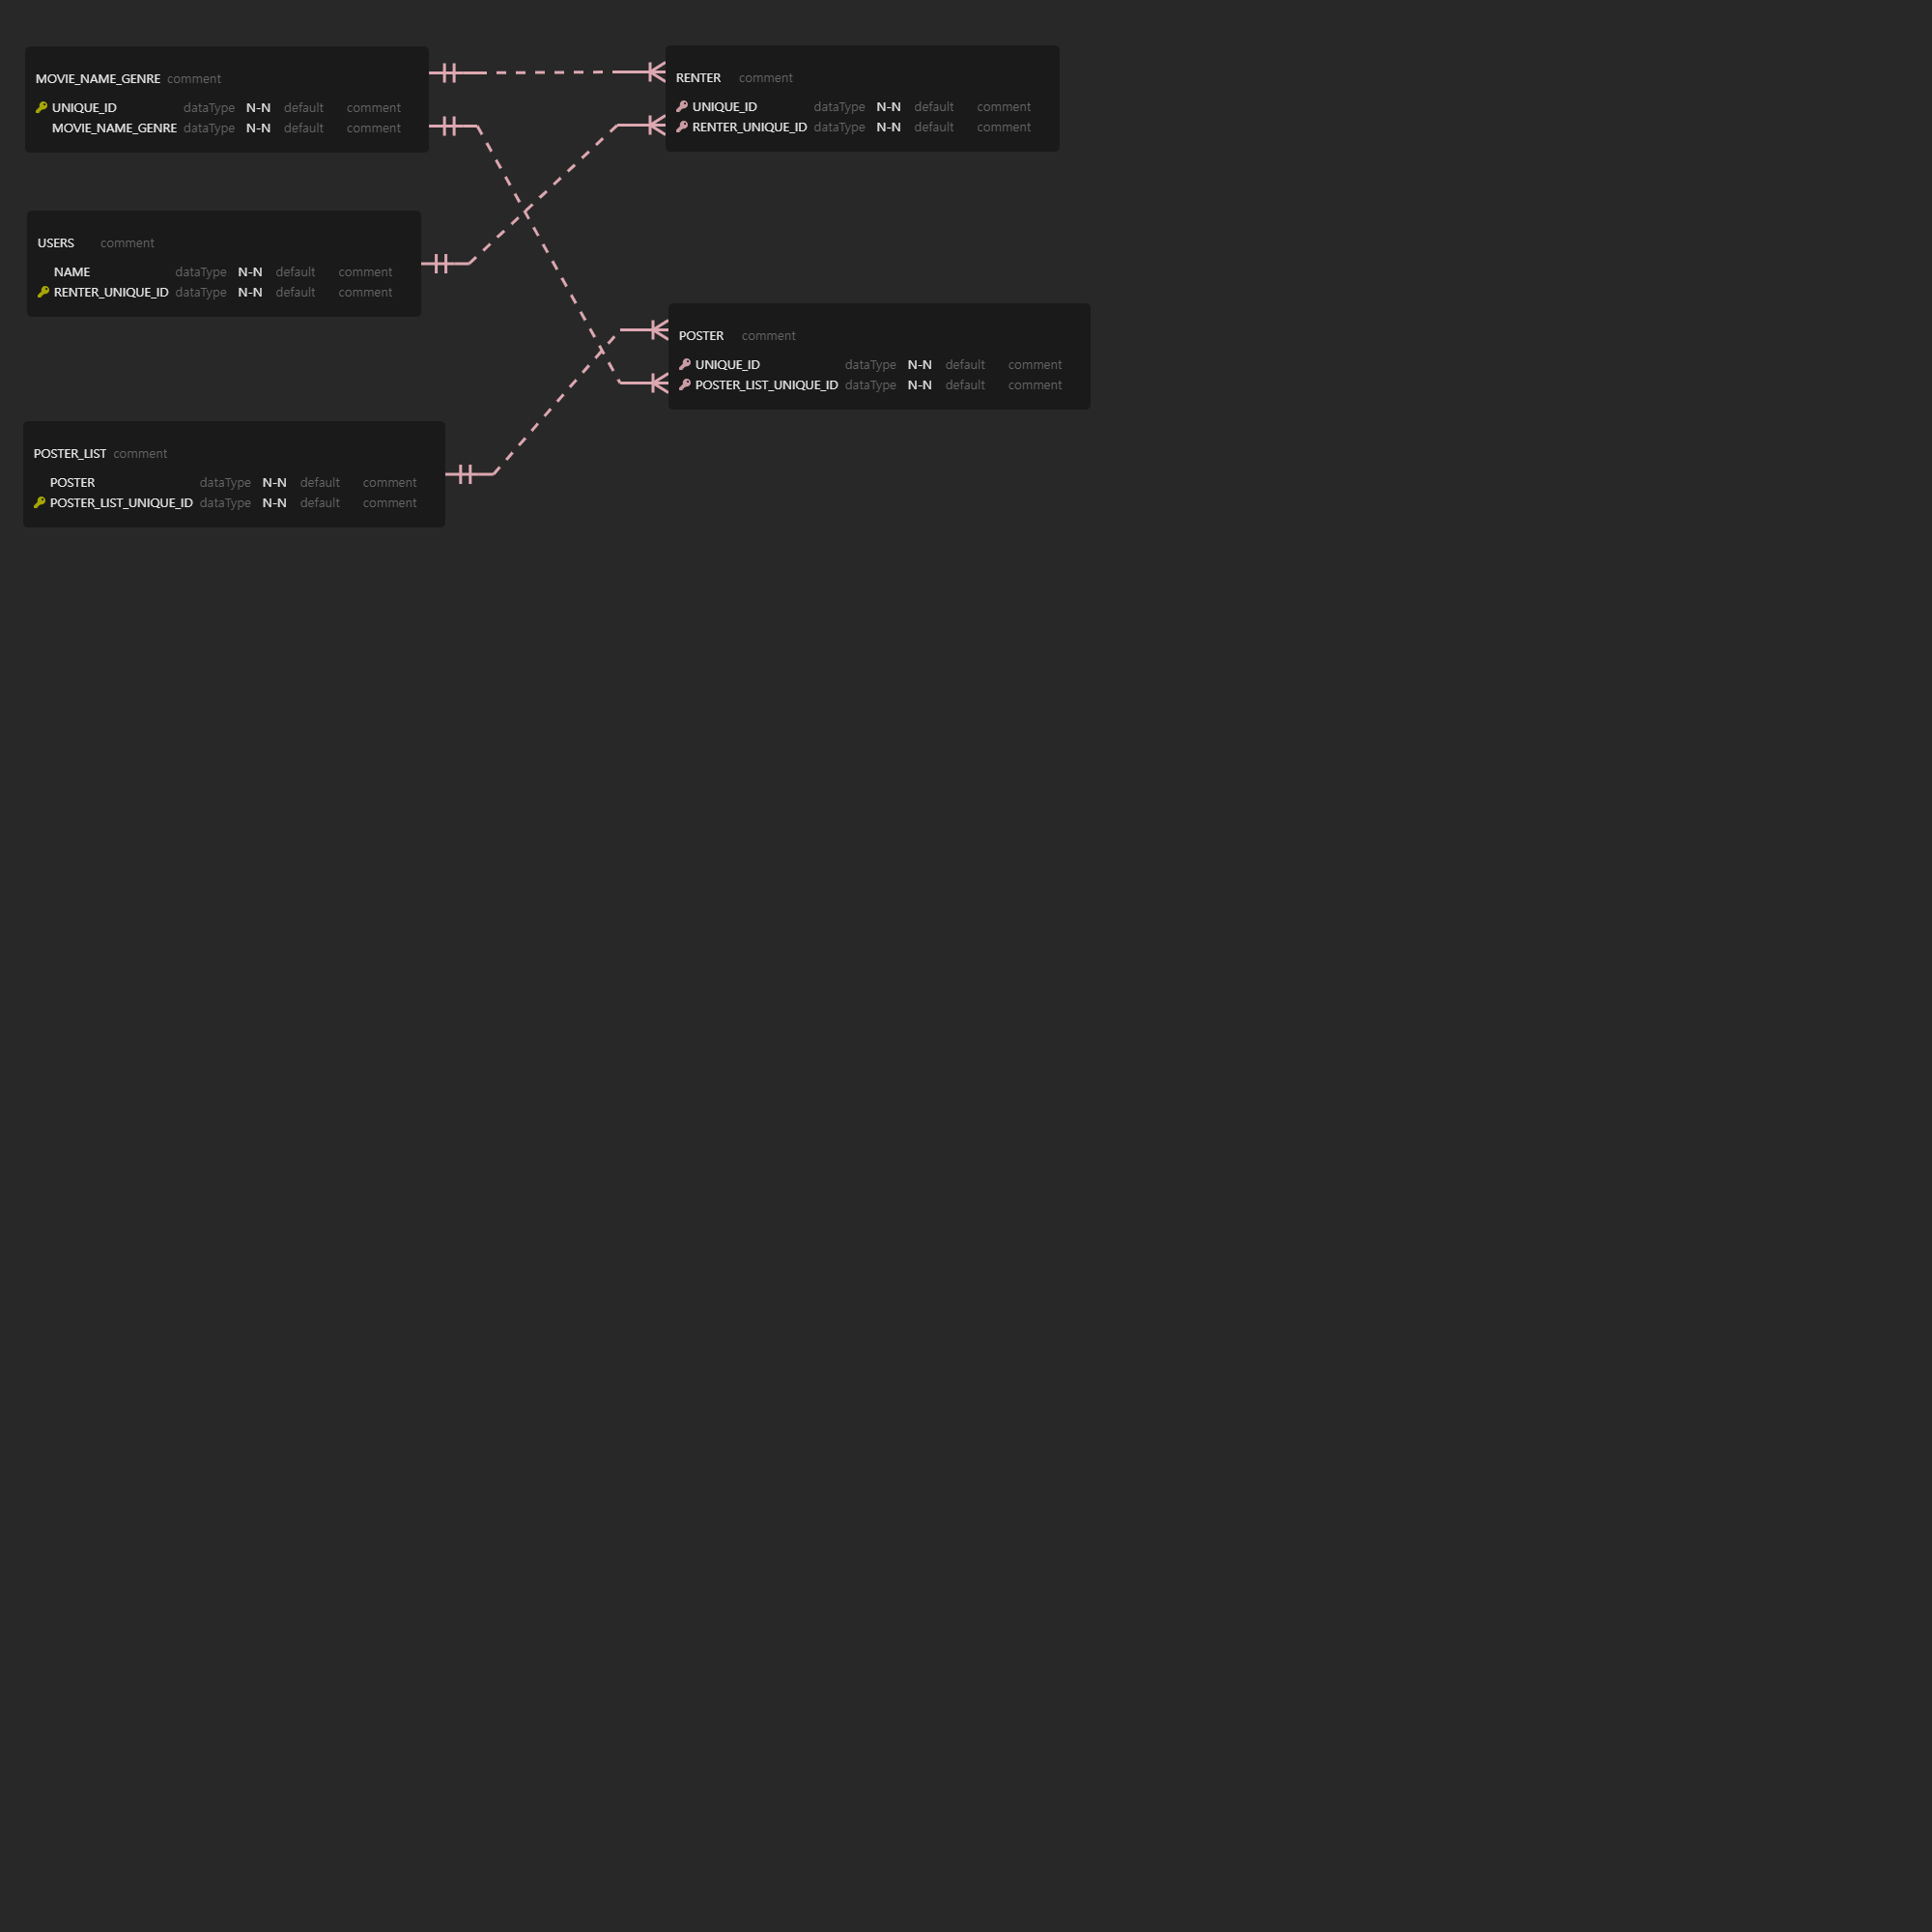 MOVIE_NAME_GENRE comment
UNIQUE_ID dataType N-N default comment
MOVIE_NAME_GENRE dataType N-N default comment
RENTER comment
UNIQUE_ID dataType N-N default comment
RENTER_UNIQUE_ID dataType N-N default comment
USERS comment
NAME dataType N-N default comment
RENTER_UNIQUE_ID dataType N-N default comment
POSTER comment
UNIQUE_ID dataType N-N default comment
POSTER_LIST_UNIQUE_ID dataType N-N default comment
POSTER_LIST comment
POSTER dataType N-N default comment
POSTER_LIST_UNIQUE_ID dataType N-N default comment